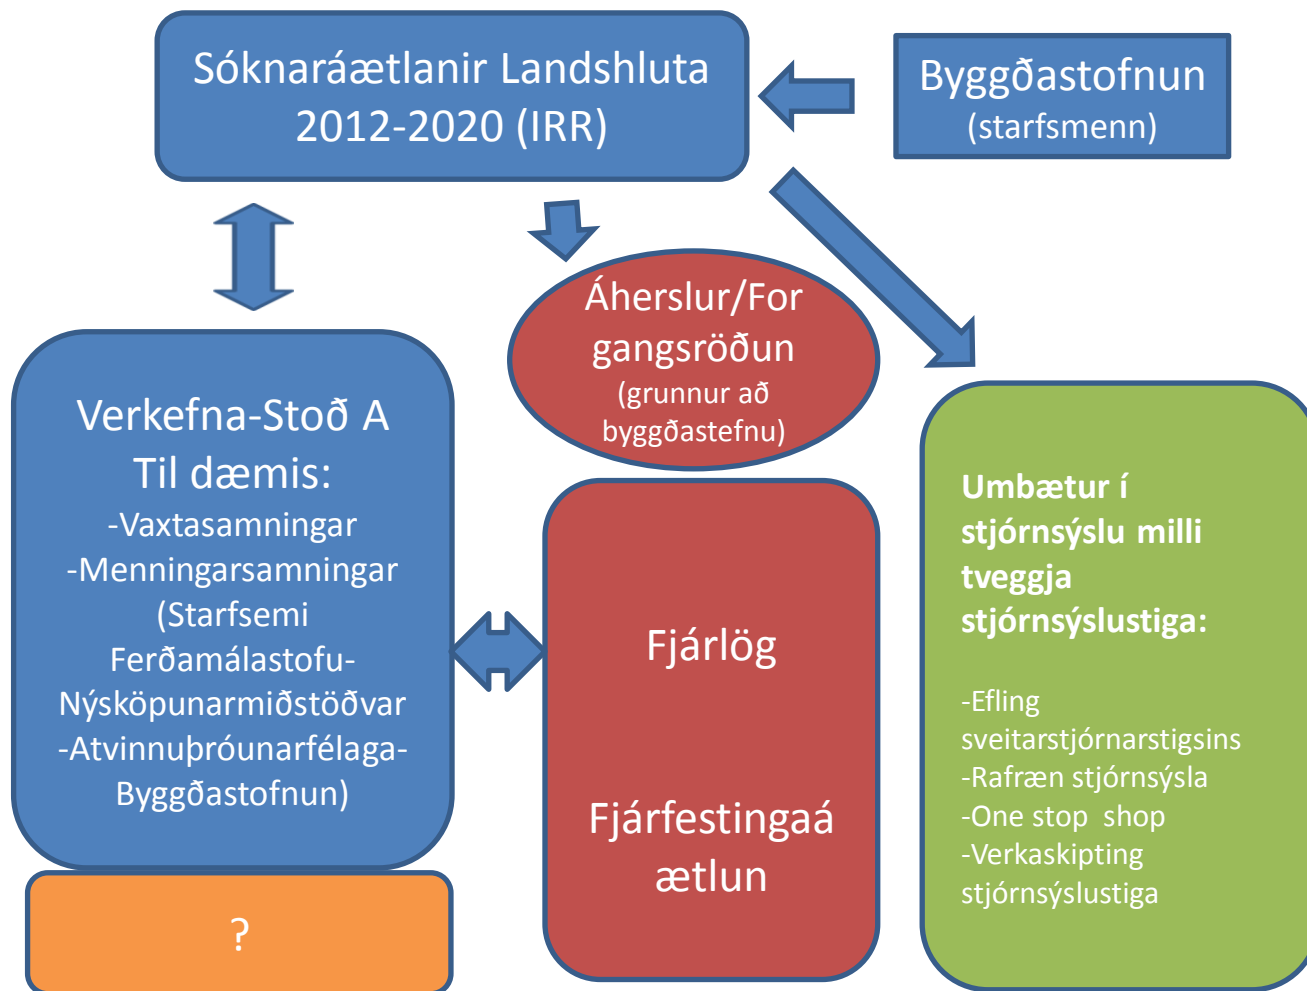 Sóknaráætlanir Landshluta
2012-2020 (IRR)
Byggðastofnun
(starfsmenn)
Áherslur/For
gangsröðun
(grunnur að
byggðastefnu)
Verkefna-Stoð A
Til dæmis:
-Vaxtasamningar
-Menningarsamningar
(Starfsemi
Ferðamálastofu-
Nýsköpunarmiðstöðvar
-Atvinnuþróunarfélaga-
Byggðastofnun)
?
Fjárlög
Fjárfestingaá
ætlun
Umbætur í
stjórnsýslu milli
tveggja
stjórnsýslustiga:
-Efling
sveitarstjórnarstigsins
-Rafræn stjórnsýsla
-One stop  shop
-Verkaskipting
stjórnsýslustiga